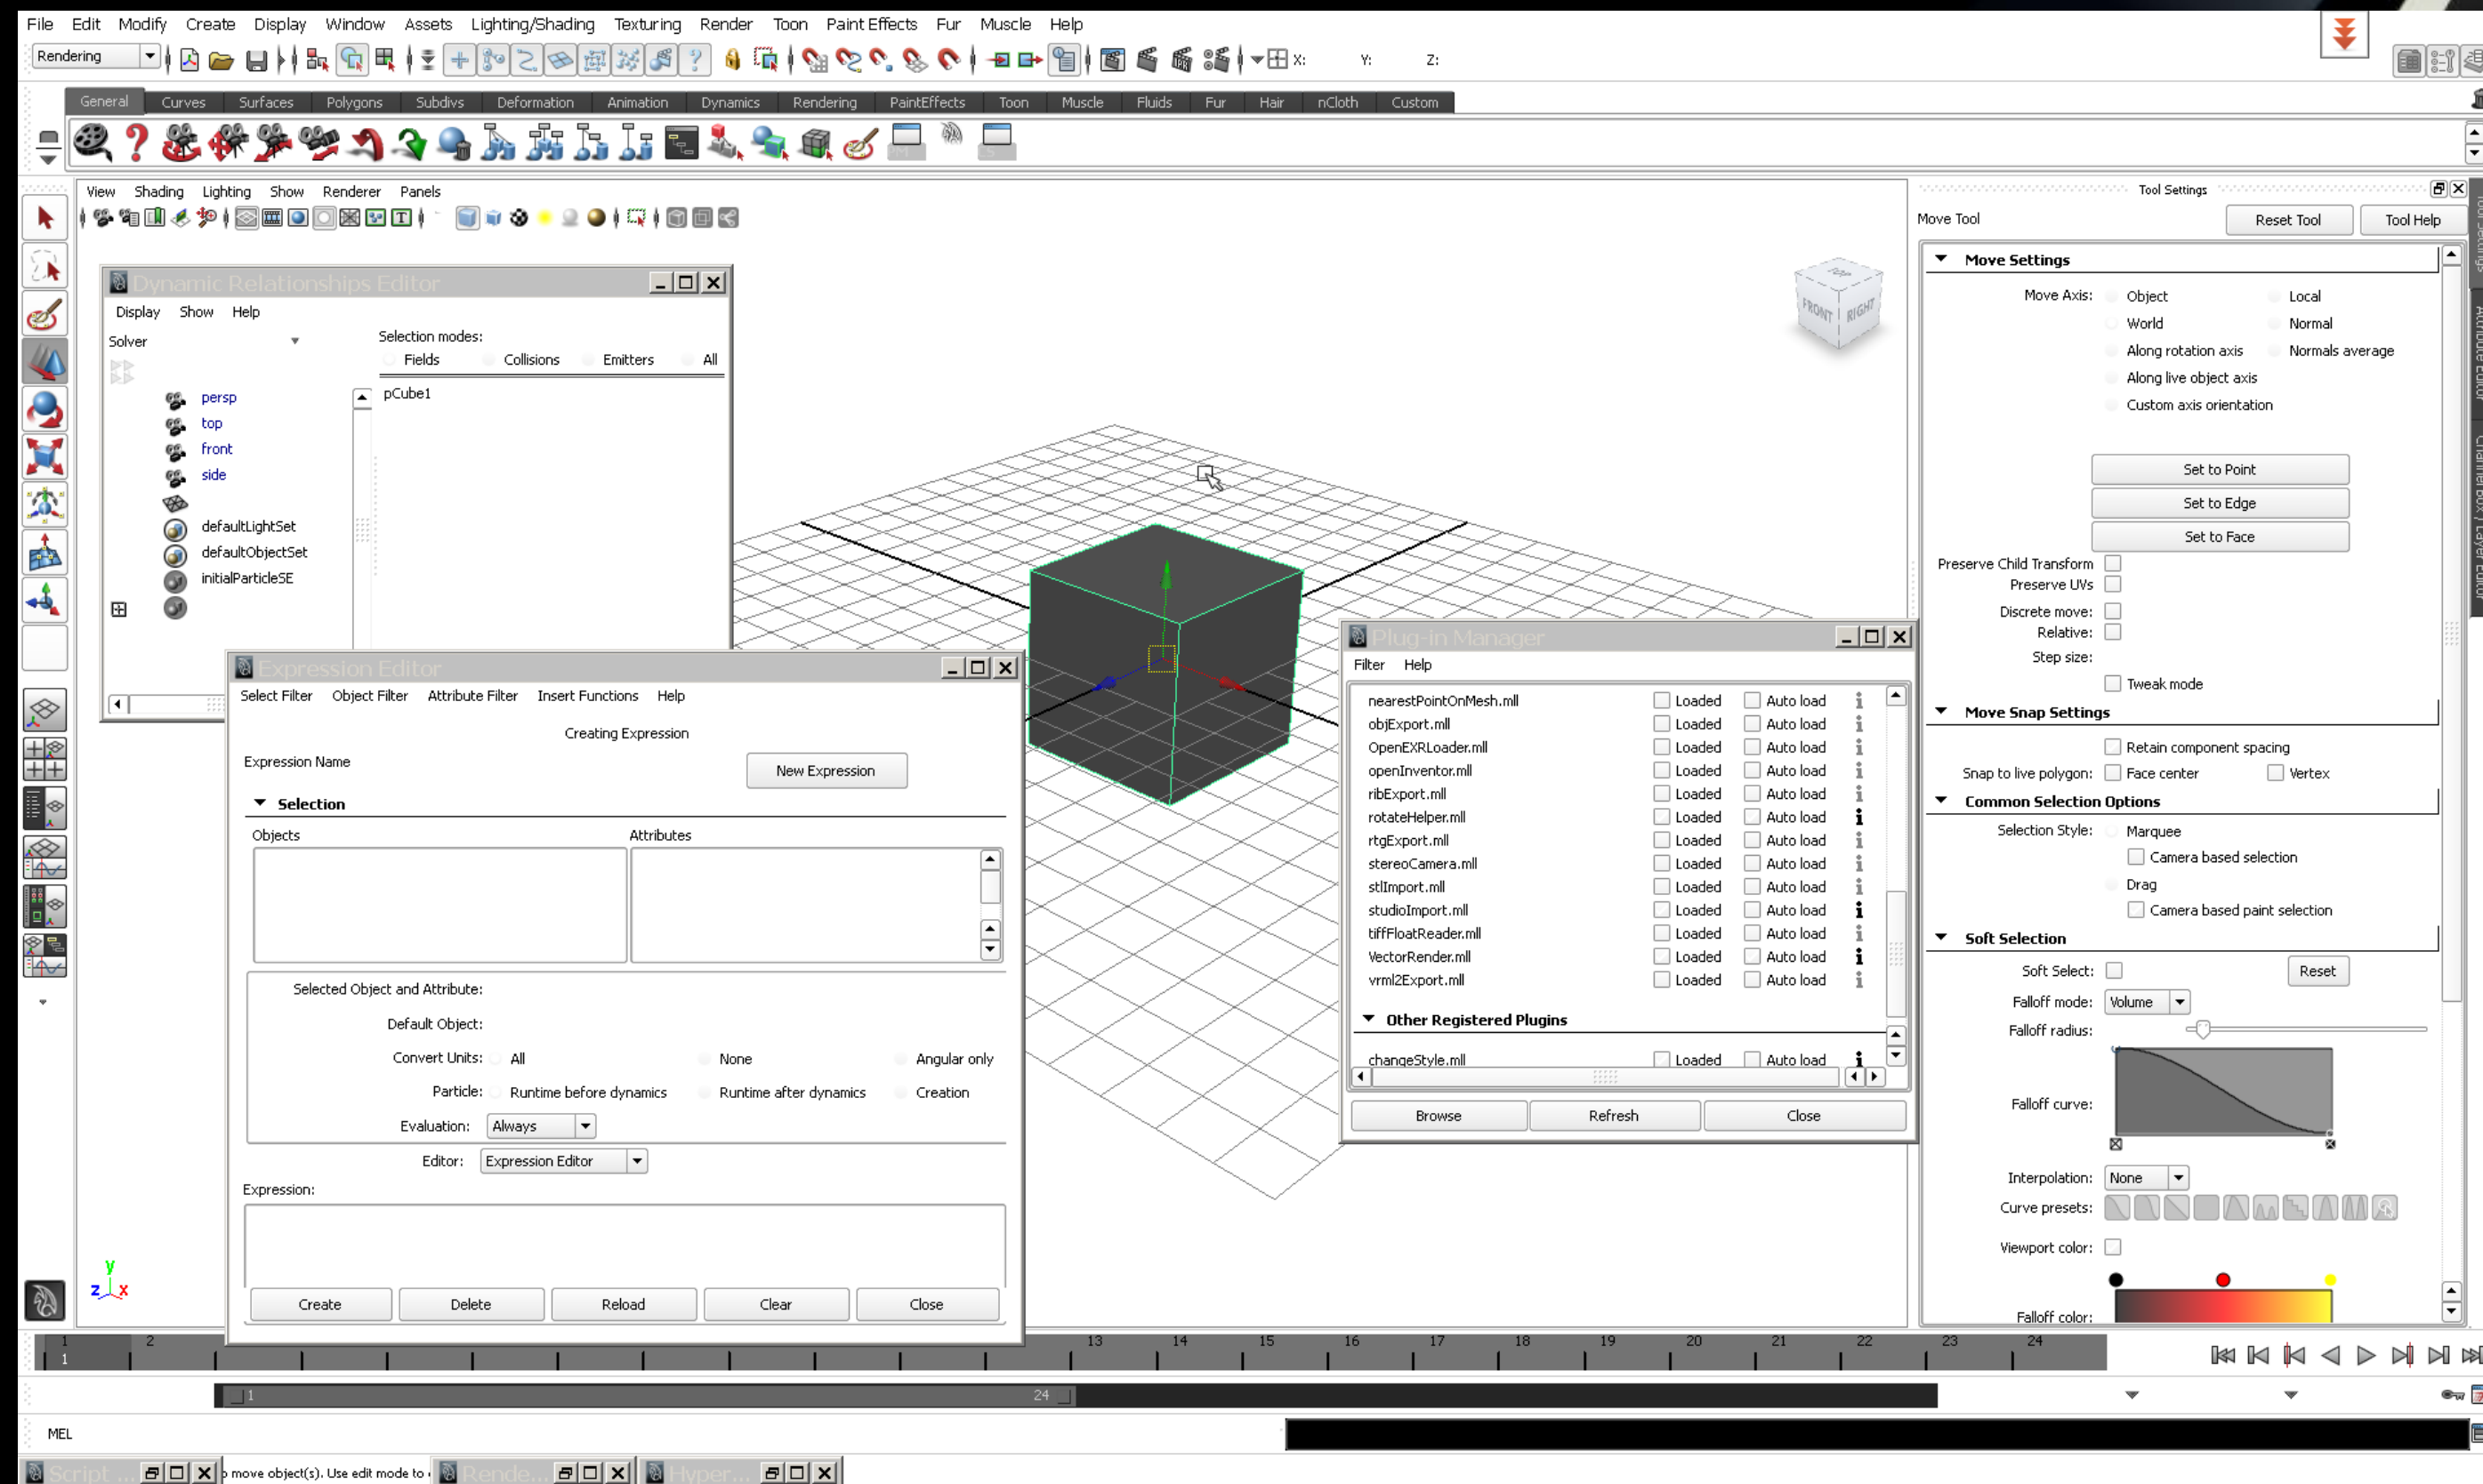 File Edit Modify Create Display Window Assets Lighting/Shading Texturing Render Toon Paint Effects Fur Muscle Help
Rendering X: Y: Z:
General Curves Surfaces Polygons Subdivs Deformation Animation Dynamics Rendering PaintEffects Toon Muscle Fluids Fur Hair nCloth Custom
View Shading Lighting Show Renderer Panels
TOP
FRONT RIGHT
Dynamic Relationships Editor
Display Show Help
Solver
Selection modes:
Fields Collisions Emitters All
persp
top
front
side
defaultLightSet
defaultObjectSet
initialParticleSE
pCube1
Expression Editor
Select Filter Object Filter Attribute Filter Insert Functions Help
Creating Expression
Expression Name New Expression
Selection
Objects Attributes
Selected Object and Attribute:
Default Object:
Convert Units: All None Angular only
Particle: Runtime before dynamics Runtime after dynamics Creation
Evaluation: Always
Editor: Expression Editor
Expression:
Create Delete Reload Clear Close
Plug-in Manager
Filter Help
nearestPointOnMesh.mll Loaded Auto load i
objExport.mll Loaded Auto load i
OpenEXRLoader.mll Loaded Auto load i
openInventor.mll Loaded Auto load i
ribExport.mll Loaded Auto load i
rotateHelper.mll Loaded Auto load i
rtgExport.mll Loaded Auto load i
stereoCamera.mll Loaded Auto load i
stlImport.mll Loaded Auto load i
studioImport.mll Loaded Auto load i
tiffFloatReader.mll Loaded Auto load i
VectorRender.mll Loaded Auto load i
vrml2Export.mll Loaded Auto load i
Other Registered Plugins
changeStyle.mll Loaded Auto load i
Browse Refresh Close
Tool Settings
Move Tool Reset Tool Tool Help
Move Settings
Move Axis: Object Local
World Normal
Along rotation axis Normals average
Along live object axis
Custom axis orientation
Set to Point
Set to Edge
Set to Face
Preserve Child Transform
Preserve UVs
Discrete move:
Relative:
Step size:
Tweak mode
Move Snap Settings
Retain component spacing
Snap to live polygon: Face center Vertex
Common Selection Options
Selection Style: Marquee
Camera based selection
Drag
Camera based paint selection
Soft Selection
Soft Select: Reset
Falloff mode: Volume
Falloff radius:
Falloff curve:
Interpolation: None
Curve presets:
Viewport color:
Falloff color:
Tool Settings
Attribute Editor
Channel Box / Layer Editor
y
z x
1 2 13 14 15 16 17 18 19 20 21 22 23 24
1
1 24
MEL
Script ... move object(s). Use edit mode to Rende... Hyper...